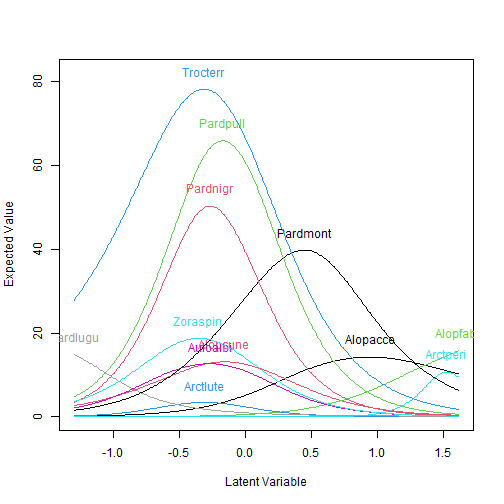 80
60
40
20
0
Expected Value
Trocterr
Pardpull
Pardnigr
Pardmont
Zoraspin
ardlugu
Alopacce
Alopfab
Arctperi
Arctlute
-1.0 -0.5 0.0 0.5 1.0 1.5
Latent Variable